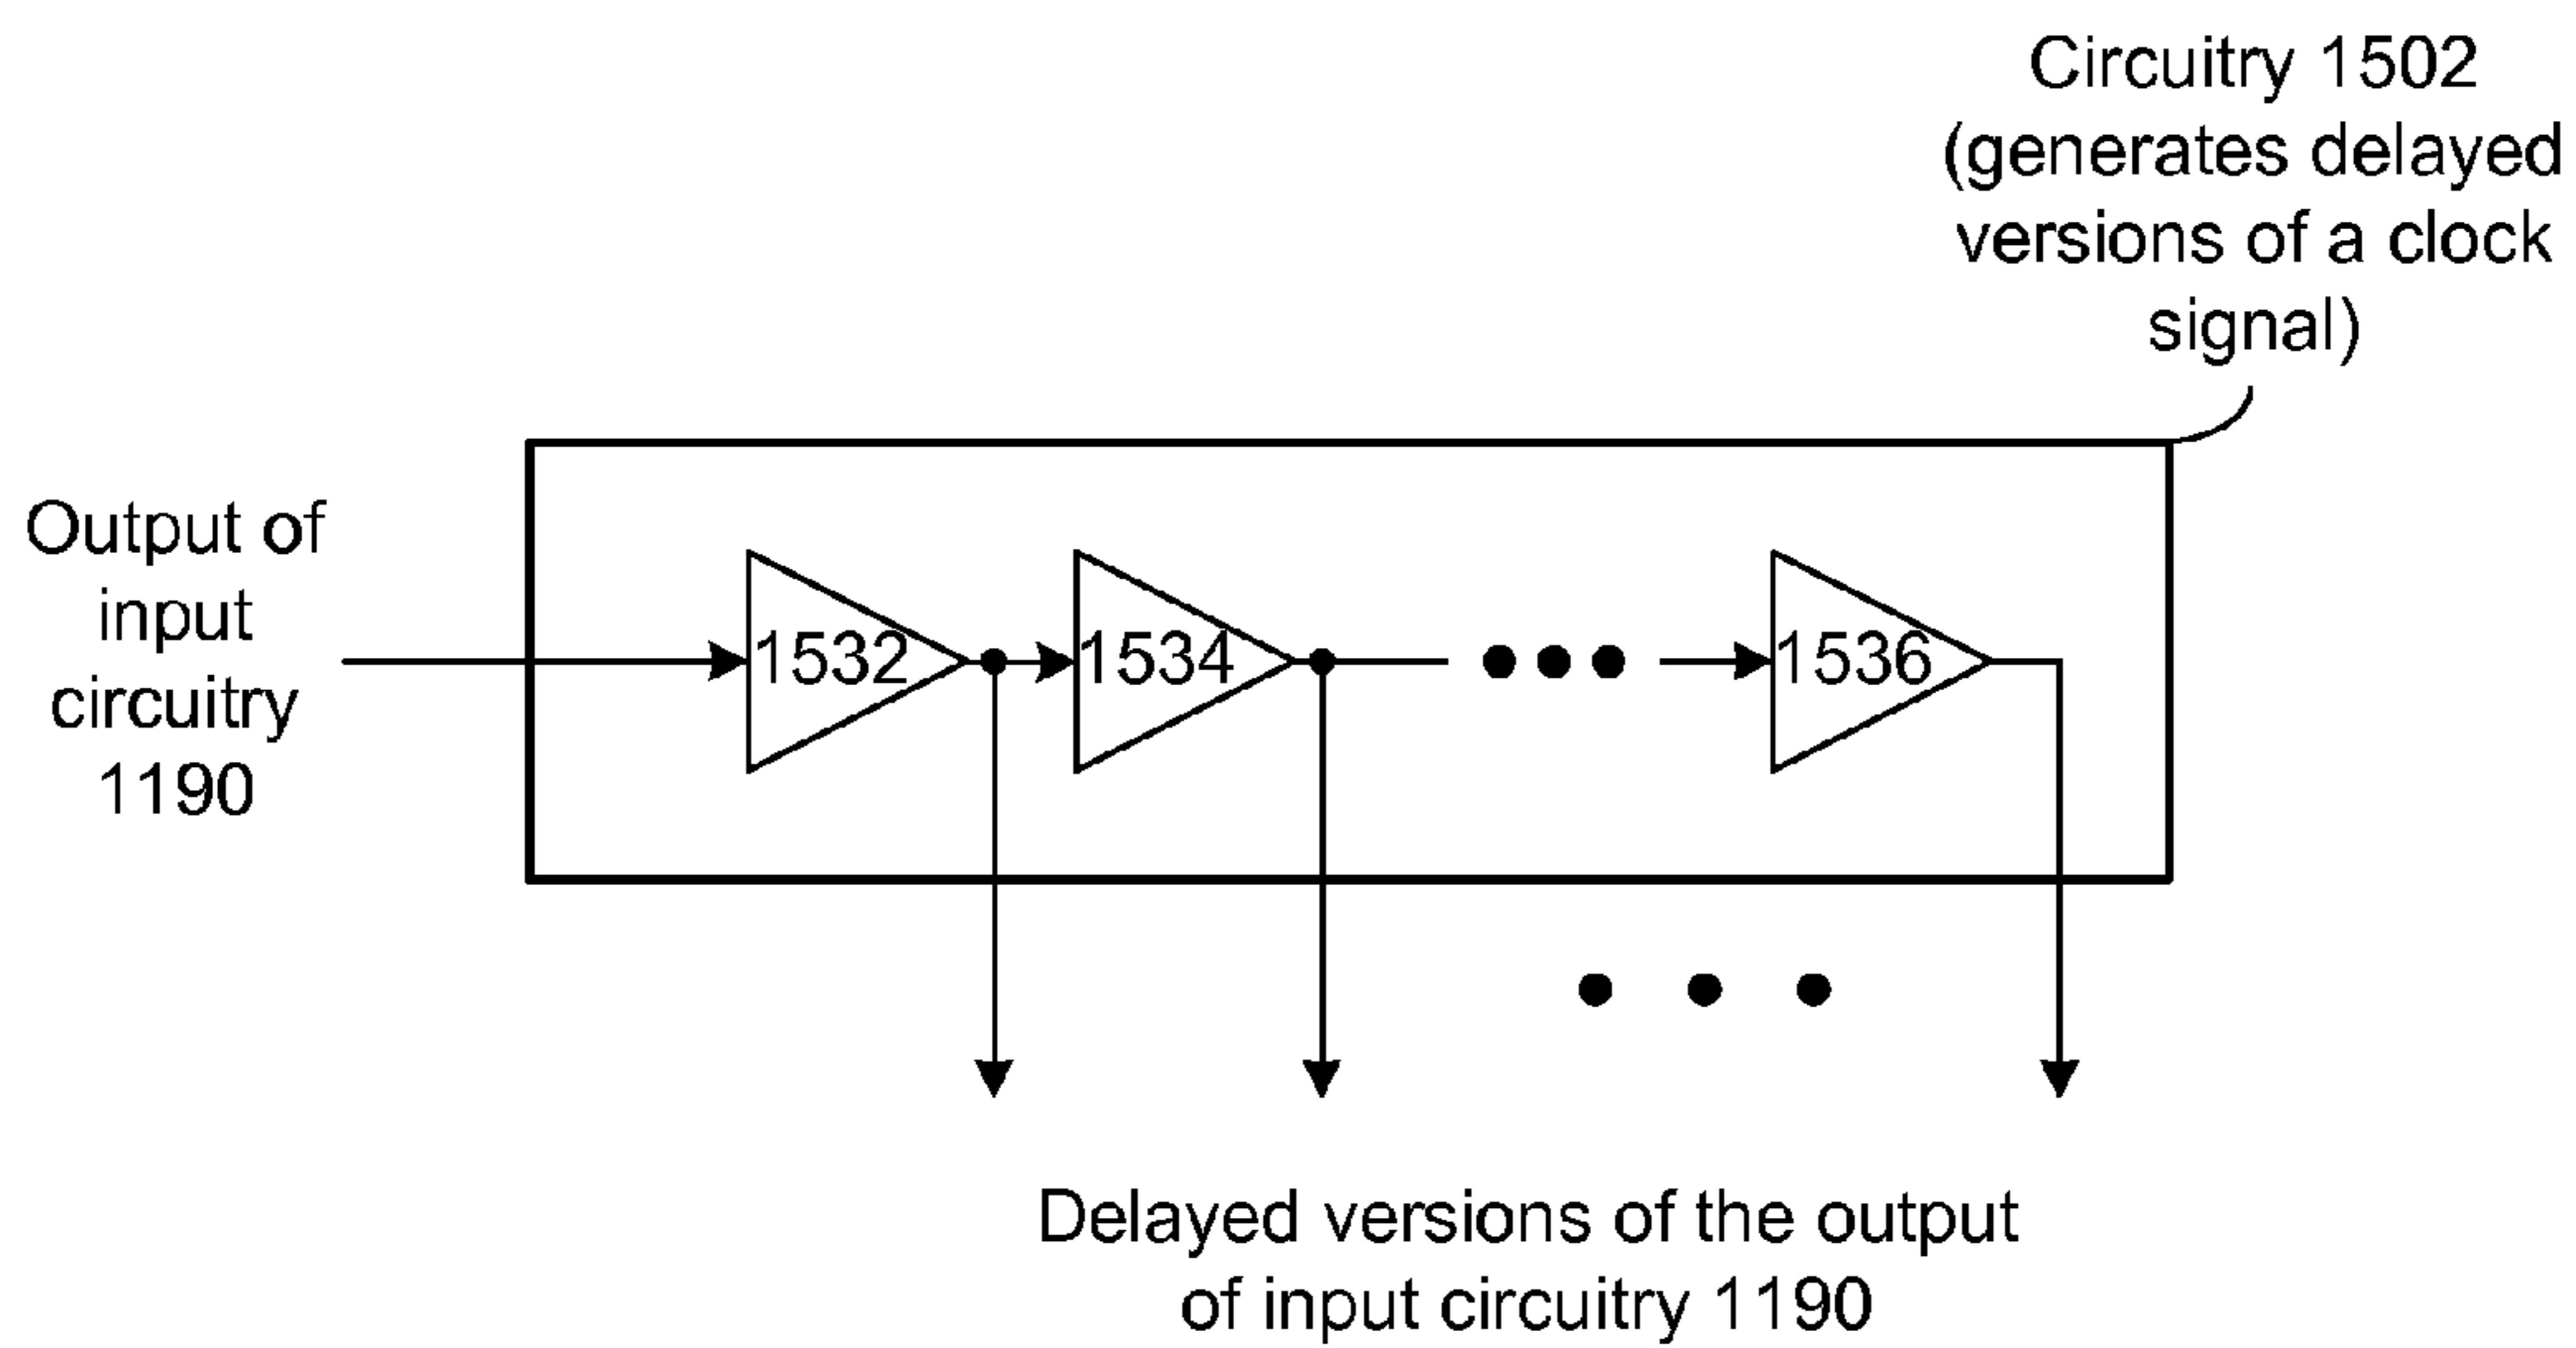 Circuitry 1502
(generates delayed
versions of a clock
signal)
Output of
input
circuitry
1190
1532
1534
1536
Delayed versions of the output
of input circuitry 1190